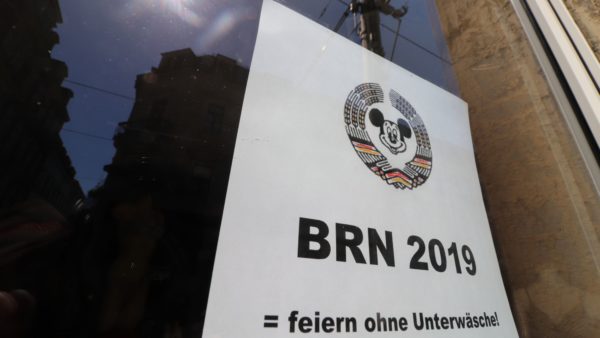 BRN 2019
= feiern ohne Unterwäsche!